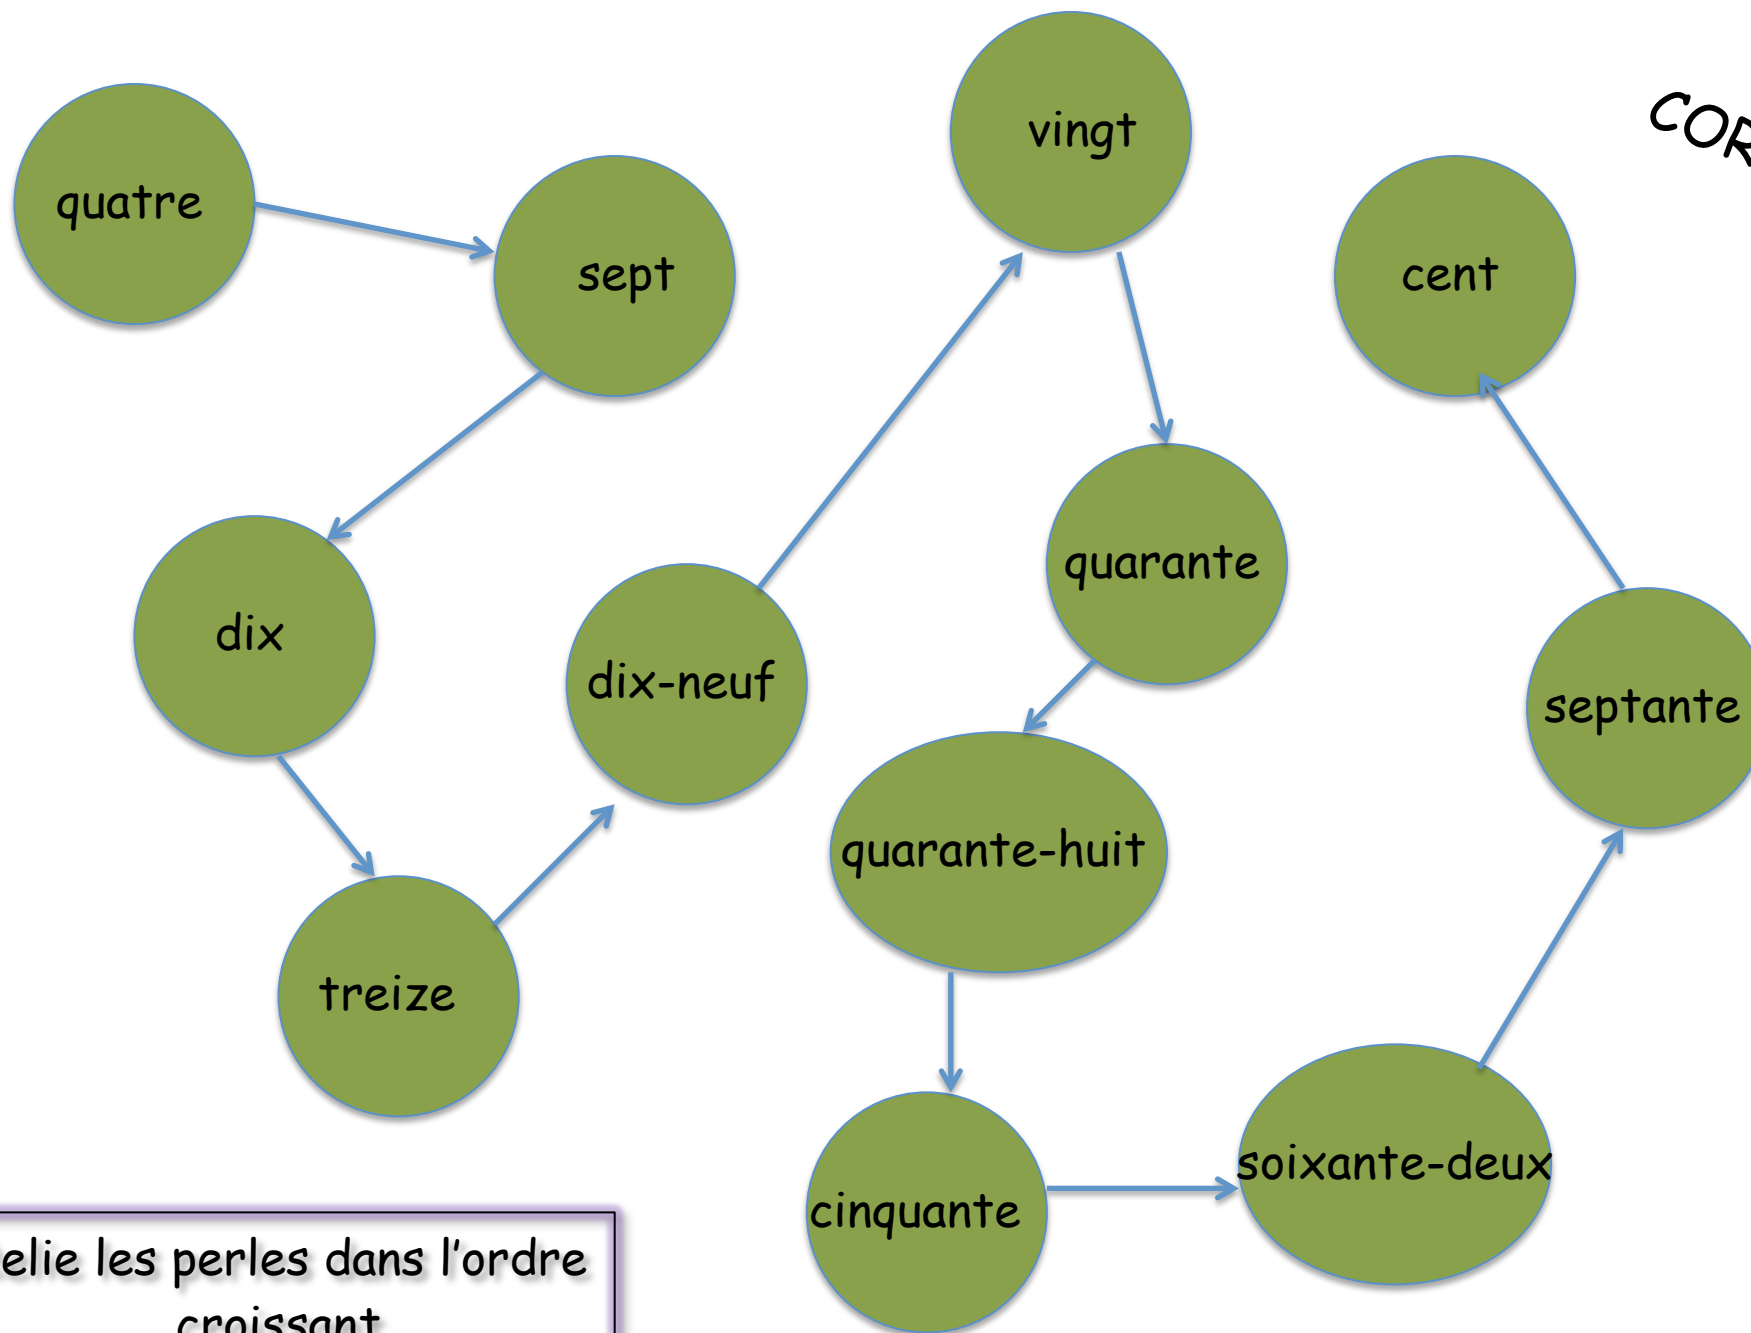 quatre
sept
dix
treize
dix-neuf
vingt
quarante
quarante-huit
cinquante
soixante-deux
septante
cent
elie les perles dans l'ordre
croissant